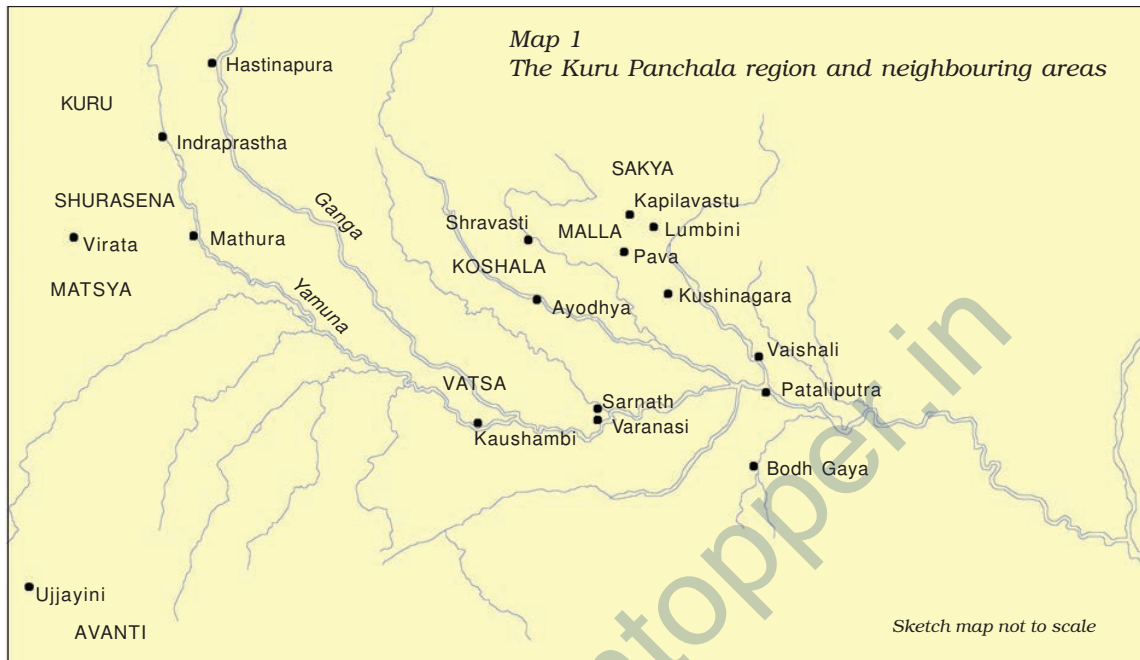 Map 1
The Kuru Panchala region and neighbouring areas
Hastinapura
KURU
Indraprastha
SAKYA
Kapilavastu
SHURASENA
Ganga
Shravasti
MALLA
Lumbini
Virata
Mathura
Pava
KOSHALA
MATSYA
Yamuna
Ayodhya
Kushinagara
Vaishali
VATSA
Pataliputra
Sarnath
Kaushambi
Varanasi
Bodh Gaya
Ujjayini
AVANTI
Sketch map not to scale
ntopper.in